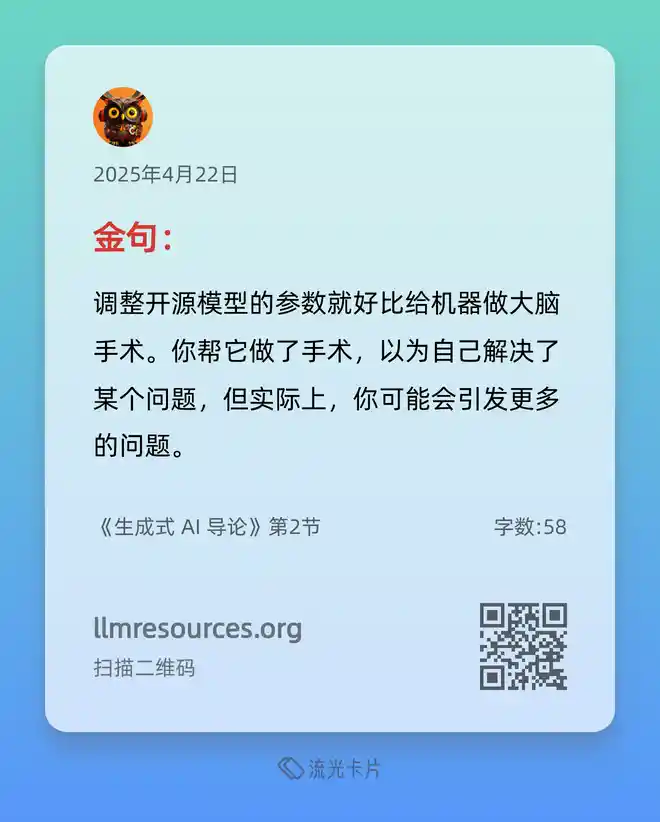 2025年4月22日
金句：
调整开源模型的参数就好比给机器做大脑
手术。你帮它做了手术，以为自己解决了
某个问题，但实际上，你可能会引发更多
的问题。
《生成式 AI 导论》第2节
字数:58
llmresources.org
扫描二维码
流光卡片